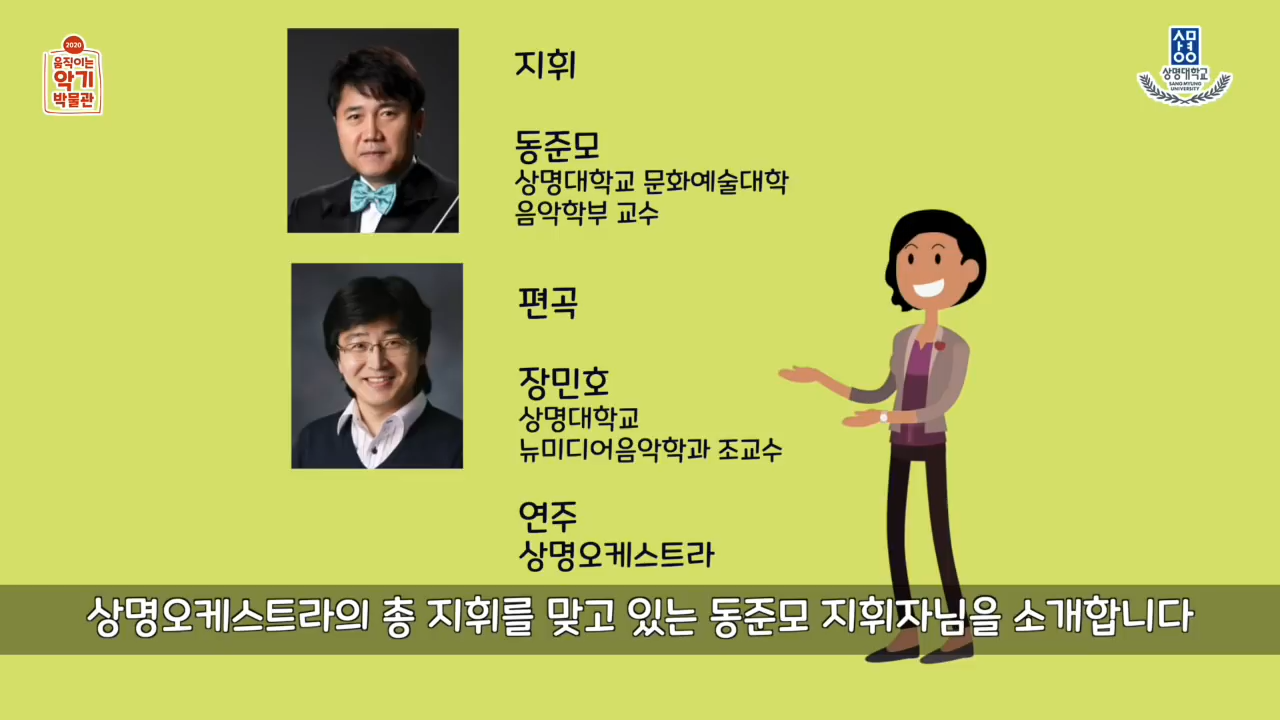 2020
움직이는
악기
박물관
상명
상명대학교
SANGMYUNG
UNIVERSITY
지휘
동준모
상명대학교 문화예술대학
음악학부 교수
편곡
장민호
상명대학교
뉴미디어음악학과 조교수
연주
상명오케스트라
상명오케스트라의 총 지휘를 맞고 있는 동준모 지휘자님을 소개합니다